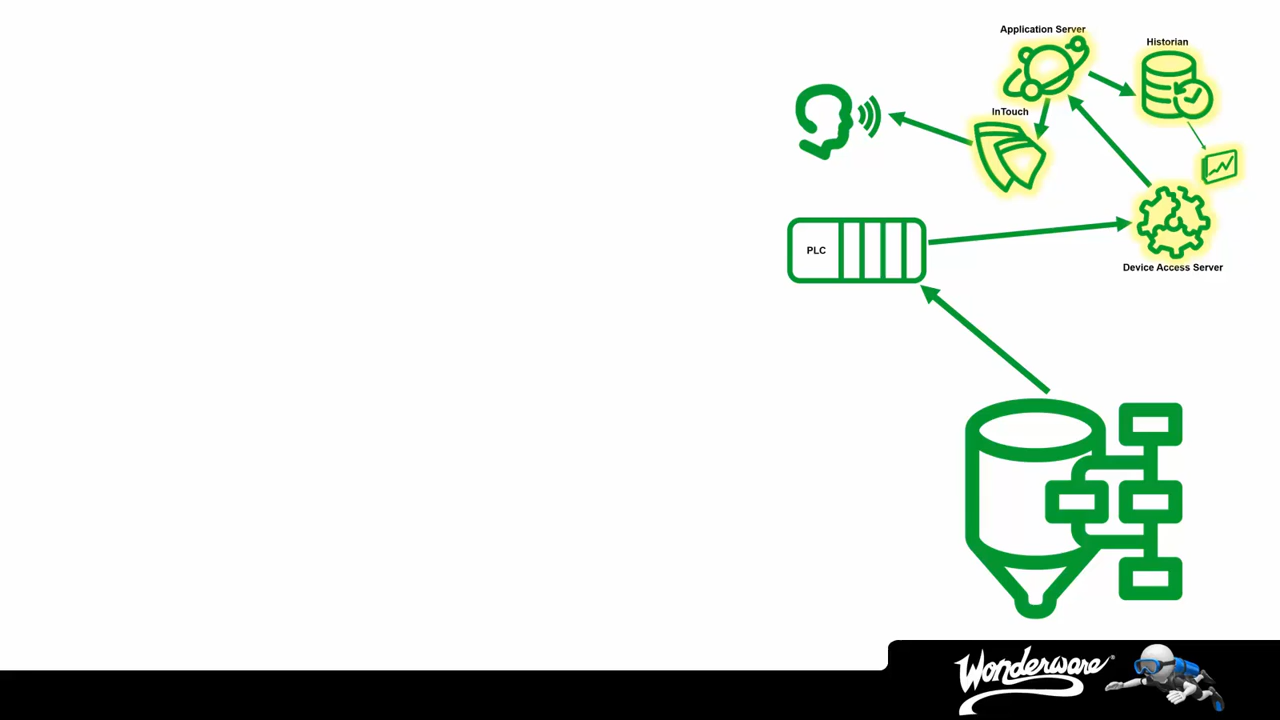 Application Server
Historian
InTouch
PLC
Device Access Server
Wonderware®